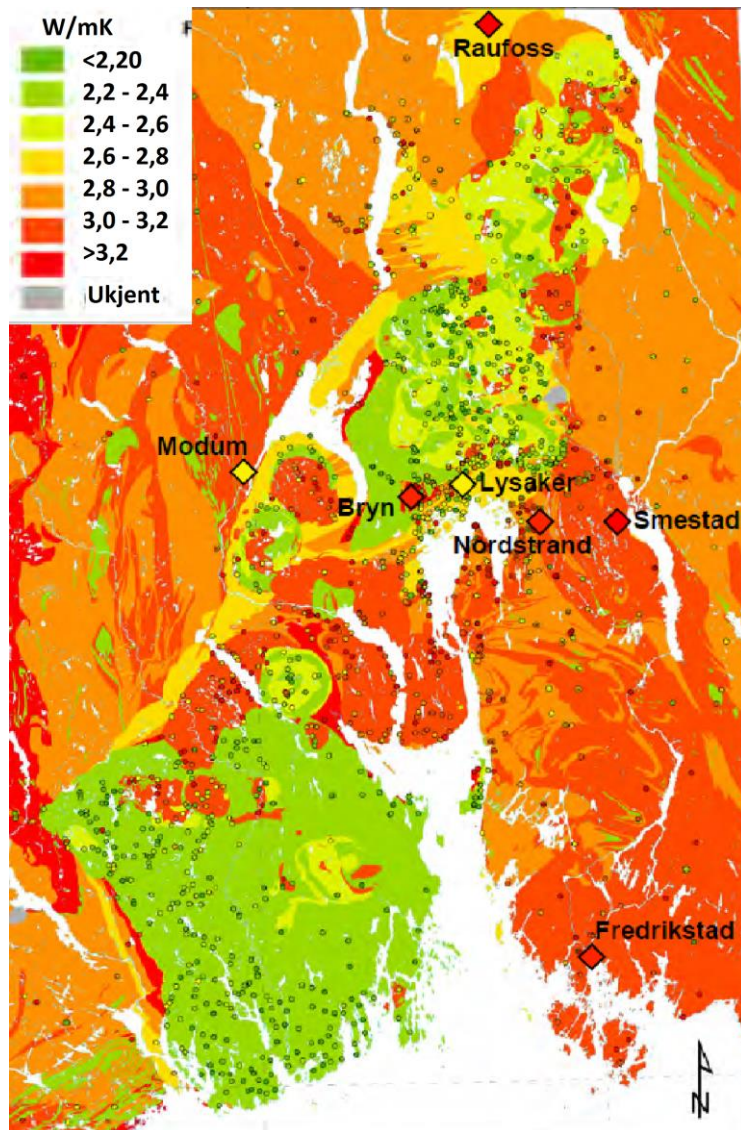 W/mK
<2,20
2,2 - 2,4
2,4 - 2,6
2,6 - 2,8
2,8 - 3,0
3,0 - 3,2
>3,2
Ukjent
Raufoss
Modum
Lysaker
Bryn
Nordstrand
Smestad
Fredrikstad
N